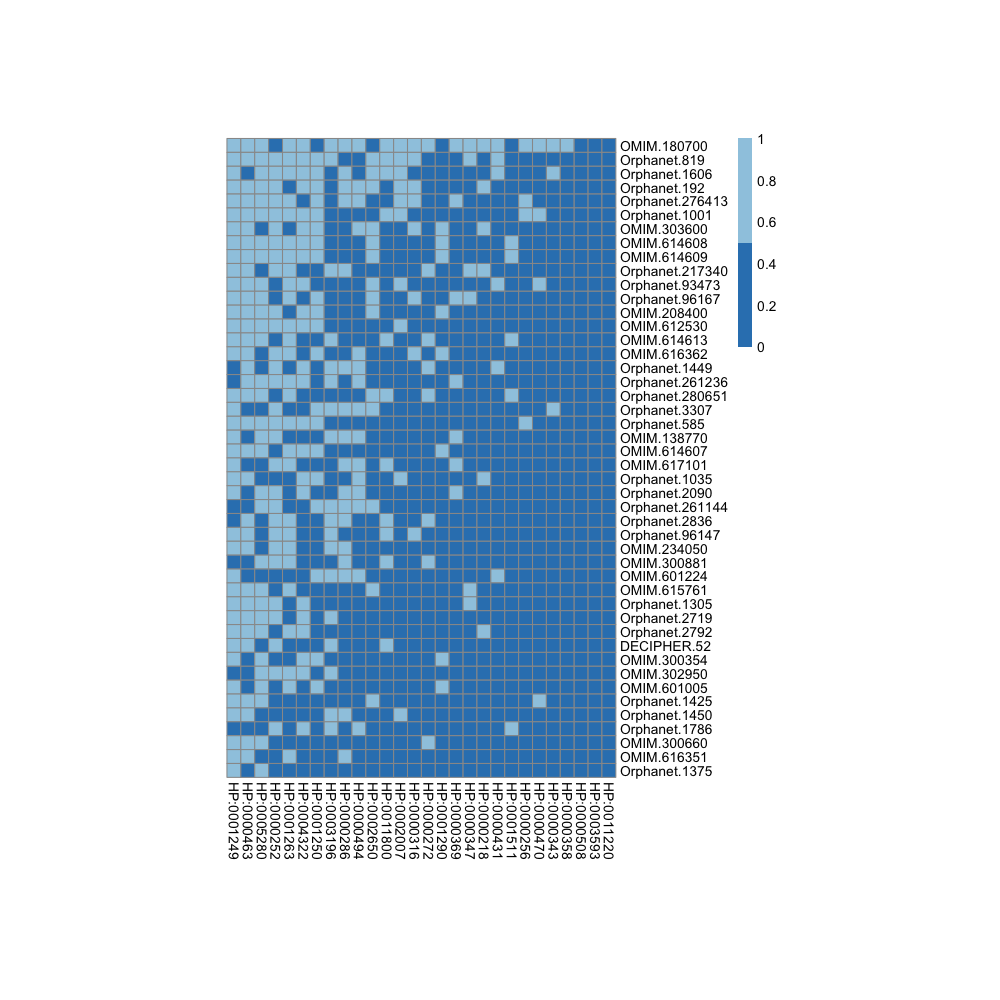 OMIM.180700
Orphanet.819
Orphanet.1606
Orphanet.192
Orphanet.276413
Orphanet.1001
OMIM.303600
OMIM.614608
OMIM.614609
Orphanet.217340
Orphanet.93473
Orphanet.96167
OMIM.208400
OMIM.612530
OMIM.614613
OMIM.616362
Orphanet.1449
Orphanet.261236
Orphanet.280651
Orphanet.3307
Orphanet.585
OMIM.138770
OMIM.614607
OMIM.617101
Orphanet.1035
Orphanet.2090
Orphanet.261144
Orphanet.2836
Orphanet.96147
OMIM.234050
OMIM.300881
OMIM.601224
OMIM.615761
Orphanet.1305
Orphanet.2719
Orphanet.2792
DECIPHER.52
OMIM.300354
OMIM.302950
OMIM.601005
Orphanet.1425
Orphanet.1450
Orphanet.1786
OMIM.300660
OMIM.616351
Orphanet.1375
1
0.8
0.6
0.4
0.2
0
HP:0001249
HP:0000463
HP:0005280
HP:0000252
HP:0001263
HP:0004322
HP:0001250
HP:0003196
HP:0000286
HP:0000494
HP:0002650
HP:0011800
HP:0002007
HP:0000316
HP:0000272
HP:0001290
HP:0000369
HP:0000347
HP:0000218
HP:0000431
HP:0001511
HP:0000256
HP:0000470
HP:0000343
HP:0000358
HP:0000508
HP:0003593
HP:0011220